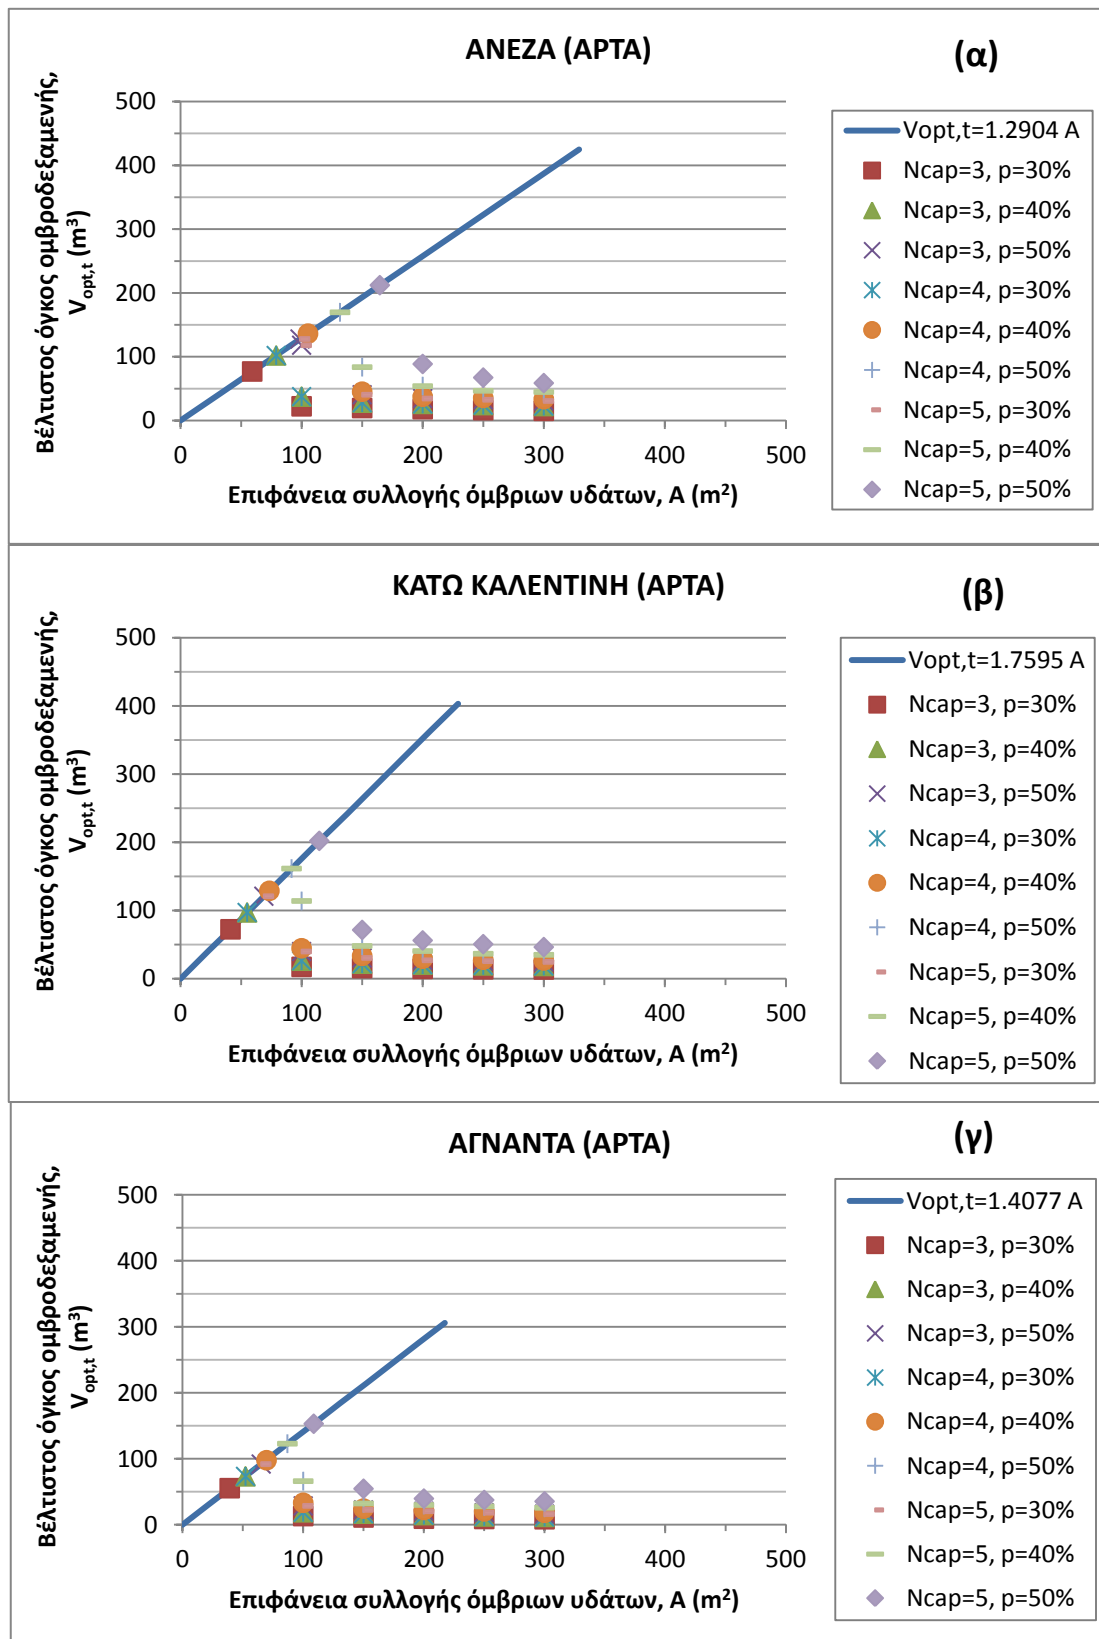 ΑΝΕΖΑ (ΑΡΤΑ)
(α)
Βέλτιστος όγκος ομβροδεξαμενής,
Vopt,t (m³)
500
400
300
200
100
0
0 100 200 300 400 500
Επιφάνεια συλλογής όμβριων υδάτων, Α (m²)
Vopt,t=1.2904 A
Ncap=3, p=30%
Ncap=3, p=40%
Ncap=3, p=50%
Ncap=4, p=30%
Ncap=4, p=40%
Ncap=4, p=50%
Ncap=5, p=30%
Ncap=5, p=40%
Ncap=5, p=50%
ΚΑΤΩ ΚΑΛΕΝΤΙΝΗ (ΑΡΤΑ)
(β)
Βέλτιστος όγκος ομβροδεξαμενής,
Vopt,t (m³)
500
400
300
200
100
0
0 100 200 300 400 500
Επιφάνεια συλλογής όμβριων υδάτων, Α (m²)
Vopt,t=1.7595 A
Ncap=3, p=30%
Ncap=3, p=40%
Ncap=3, p=50%
Ncap=4, p=30%
Ncap=4, p=40%
Ncap=4, p=50%
Ncap=5, p=30%
Ncap=5, p=40%
Ncap=5, p=50%
ΑΓΝΑΝΤΑ (ΑΡΤΑ)
(γ)
Βέλτιστος όγκος ομβροδεξαμενής,
Vopt,t (m³)
500
400
300
200
100
0
0 100 200 300 400 500
Επιφάνεια συλλογής όμβριων υδάτων, Α (m²)
Vopt,t=1.4077 A
Ncap=3, p=30%
Ncap=3, p=40%
Ncap=3, p=50%
Ncap=4, p=30%
Ncap=4, p=40%
Ncap=4, p=50%
Ncap=5, p=30%
Ncap=5, p=40%
Ncap=5, p=50%